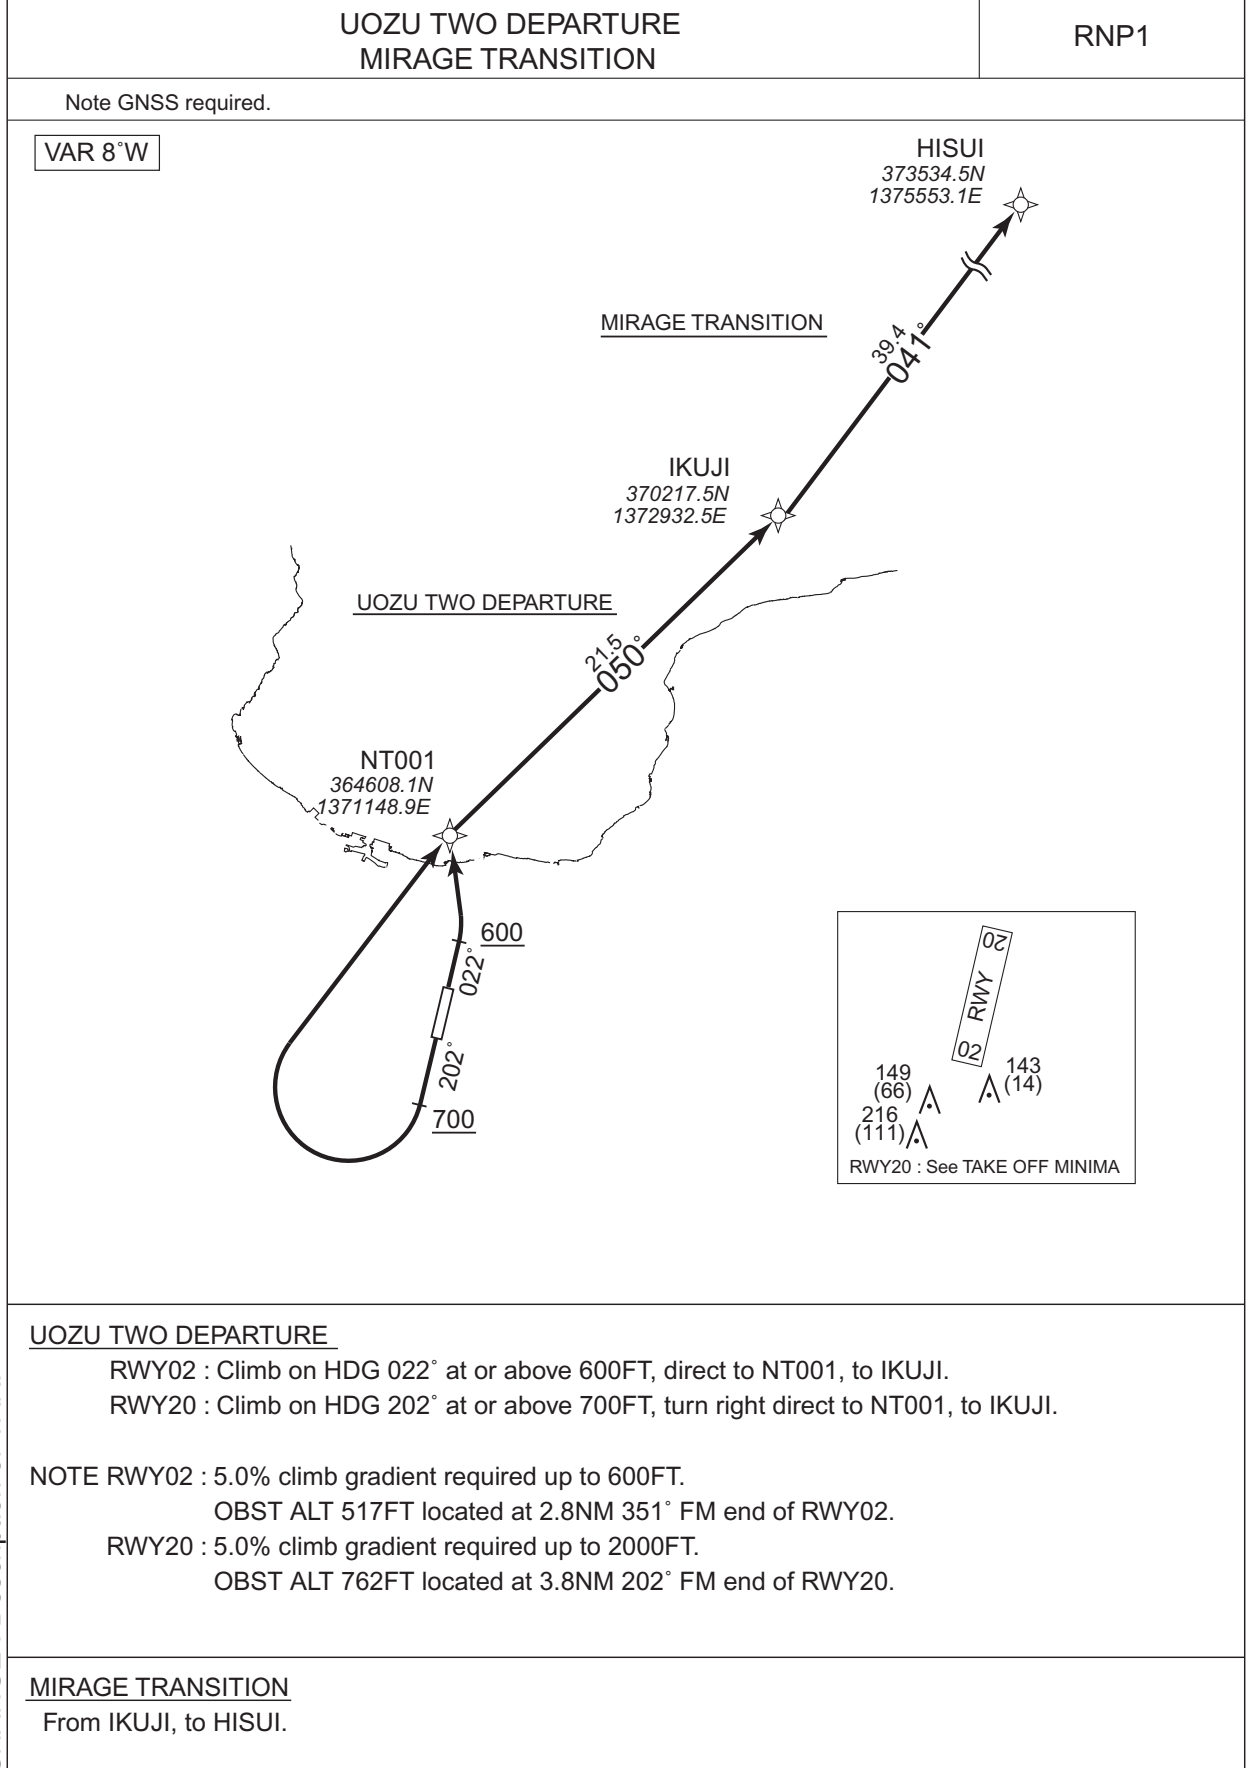 UOZU TWO DEPARTURE
MIRAGE TRANSITION
RNP1
Note GNSS required.
VAR 8°W
HISUI
373534.5N
1375553.1E
MIRAGE TRANSITION
39.4
041°
IKUJI
370217.5N
1372932.5E
UOZU TWO DEPARTURE
21.5
050°
NT001
364608.1N
1371148.9E
600
022°
202°
700
20
RWY
02
149
(66)
143
(14)
216
(111)
RWY20 : See TAKE OFF MINIMA
UOZU TWO DEPARTURE
RWY02 : Climb on HDG 022° at or above 600FT, direct to NT001, to IKUJI.
RWY20 : Climb on HDG 202° at or above 700FT, turn right direct to NT001, to IKUJI.
NOTE RWY02 : 5.0% climb gradient required up to 600FT.
OBST ALT 517FT located at 2.8NM 351° FM end of RWY02.
RWY20 : 5.0% climb gradient required up to 2000FT.
OBST ALT 762FT located at 3.8NM 202° FM end of RWY20.
MIRAGE TRANSITION
From IKUJI, to HISUI.